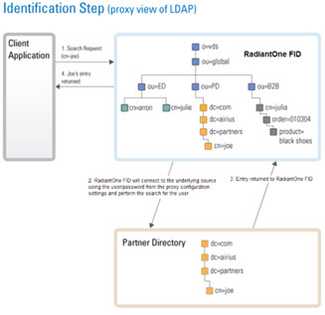 Identification Step (proxy view of LDAP)
Client
Application
1. Search Request
(cn=joe)
4. Joe's entry
returned
RadiantOne FID
o=vds
ou=global
ou=ED
ou=PD
ou=B2B
cn=aaron
cn=julie
dc=com
dc=airius
dc=partners
cn=joe
cn=julia
order=010304
product=
black shoes
2. RadiantOne FID will connect to the underlying source
using the user/password from the proxy configuration
settings and perform the search for the user
3. Entry returned to RadiantOne FID
Partner Directory
dc=com
dc=airius
dc=partners
cn=joe